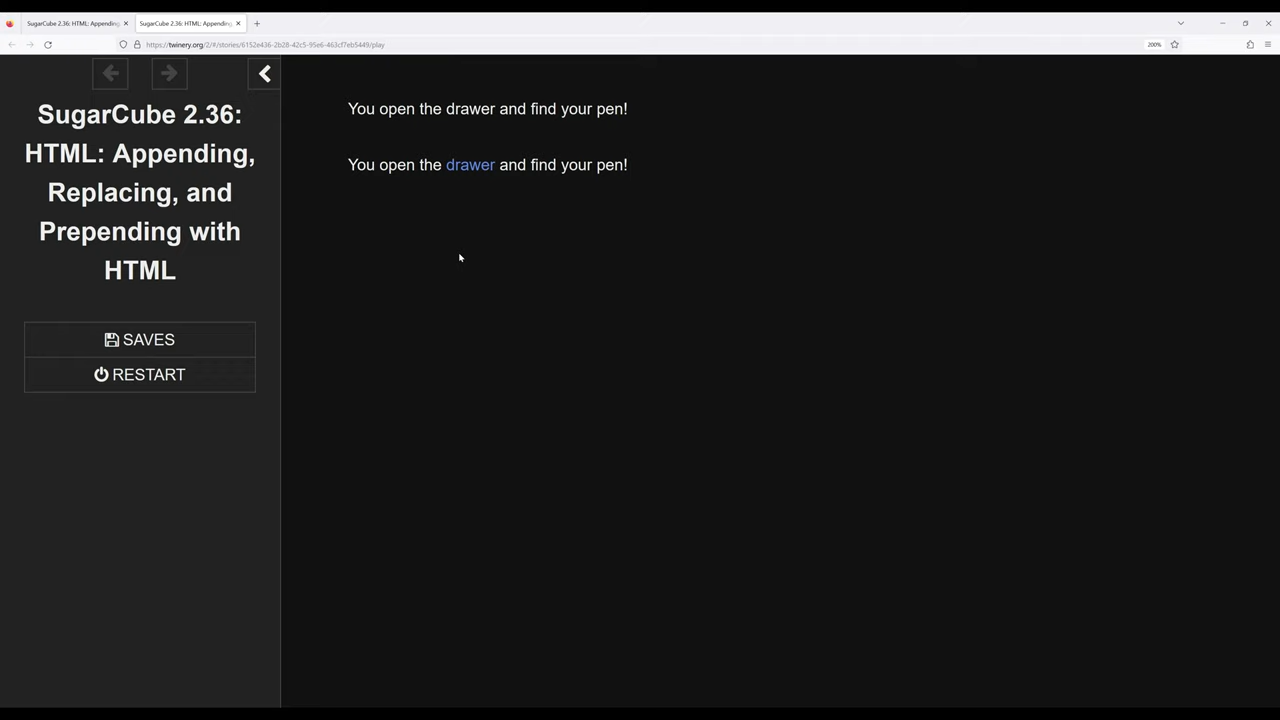 SugarCube 2.36: HTML: Appending,
SugarCube 2.36: HTML: Appending,
https://twinery.org/2/#/stories/6152e436-2b28-42c5-95e6-463cf7eb5449/play
200%
SugarCube 2.36:
HTML: Appending,
Replacing, and
Prepending with
HTML
SAVES
RESTART
You open the drawer and find your pen!
You open the drawer and find your pen!